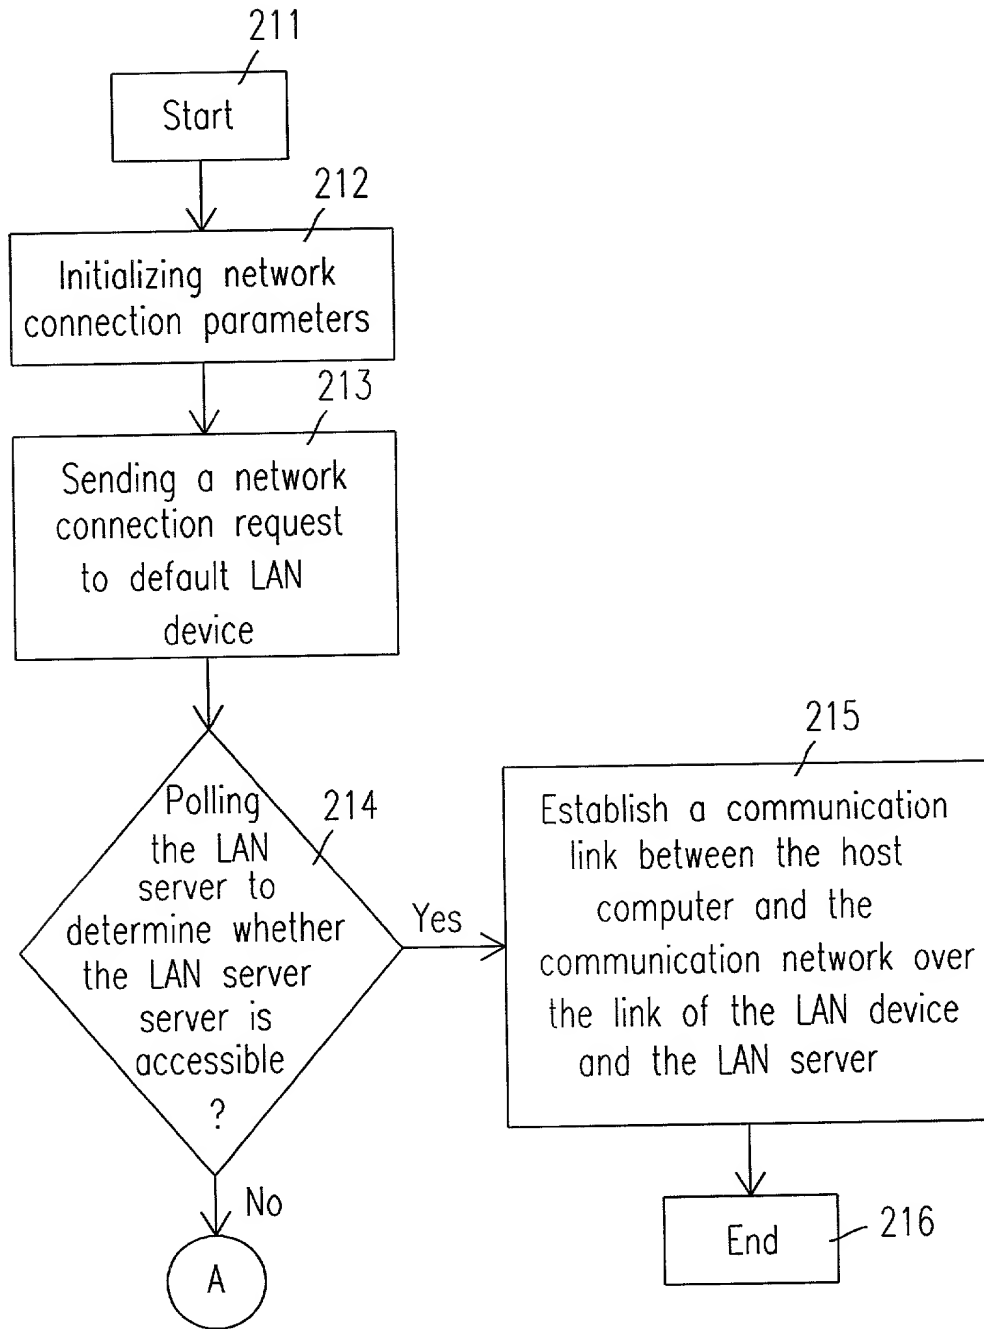 211
Start
212
Initializing network
connection parameters
213
Sending a network
connection request
to default LAN
device
214
Polling
the LAN
server to
determine whether
the LAN server
server is
accessible
?
Yes
No
A
215
Establish a communication
link between the host
computer and the
communication network over
the link of the LAN device
and the LAN server
End
216